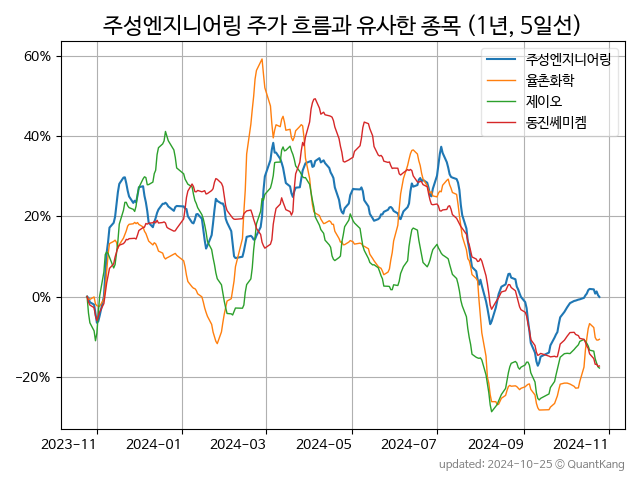 주성엔지니어링 주가 흐름과 유사한 종목 (1년, 5일선)
주성엔지니어링
율촌화학
제이오
동진쎄미켐
60%
40%
20%
0%
−20%
2023-11
2024-01
2024-03
2024-05
2024-07
2024-09
2024-11
updated: 2024-10-25 © QuantKang